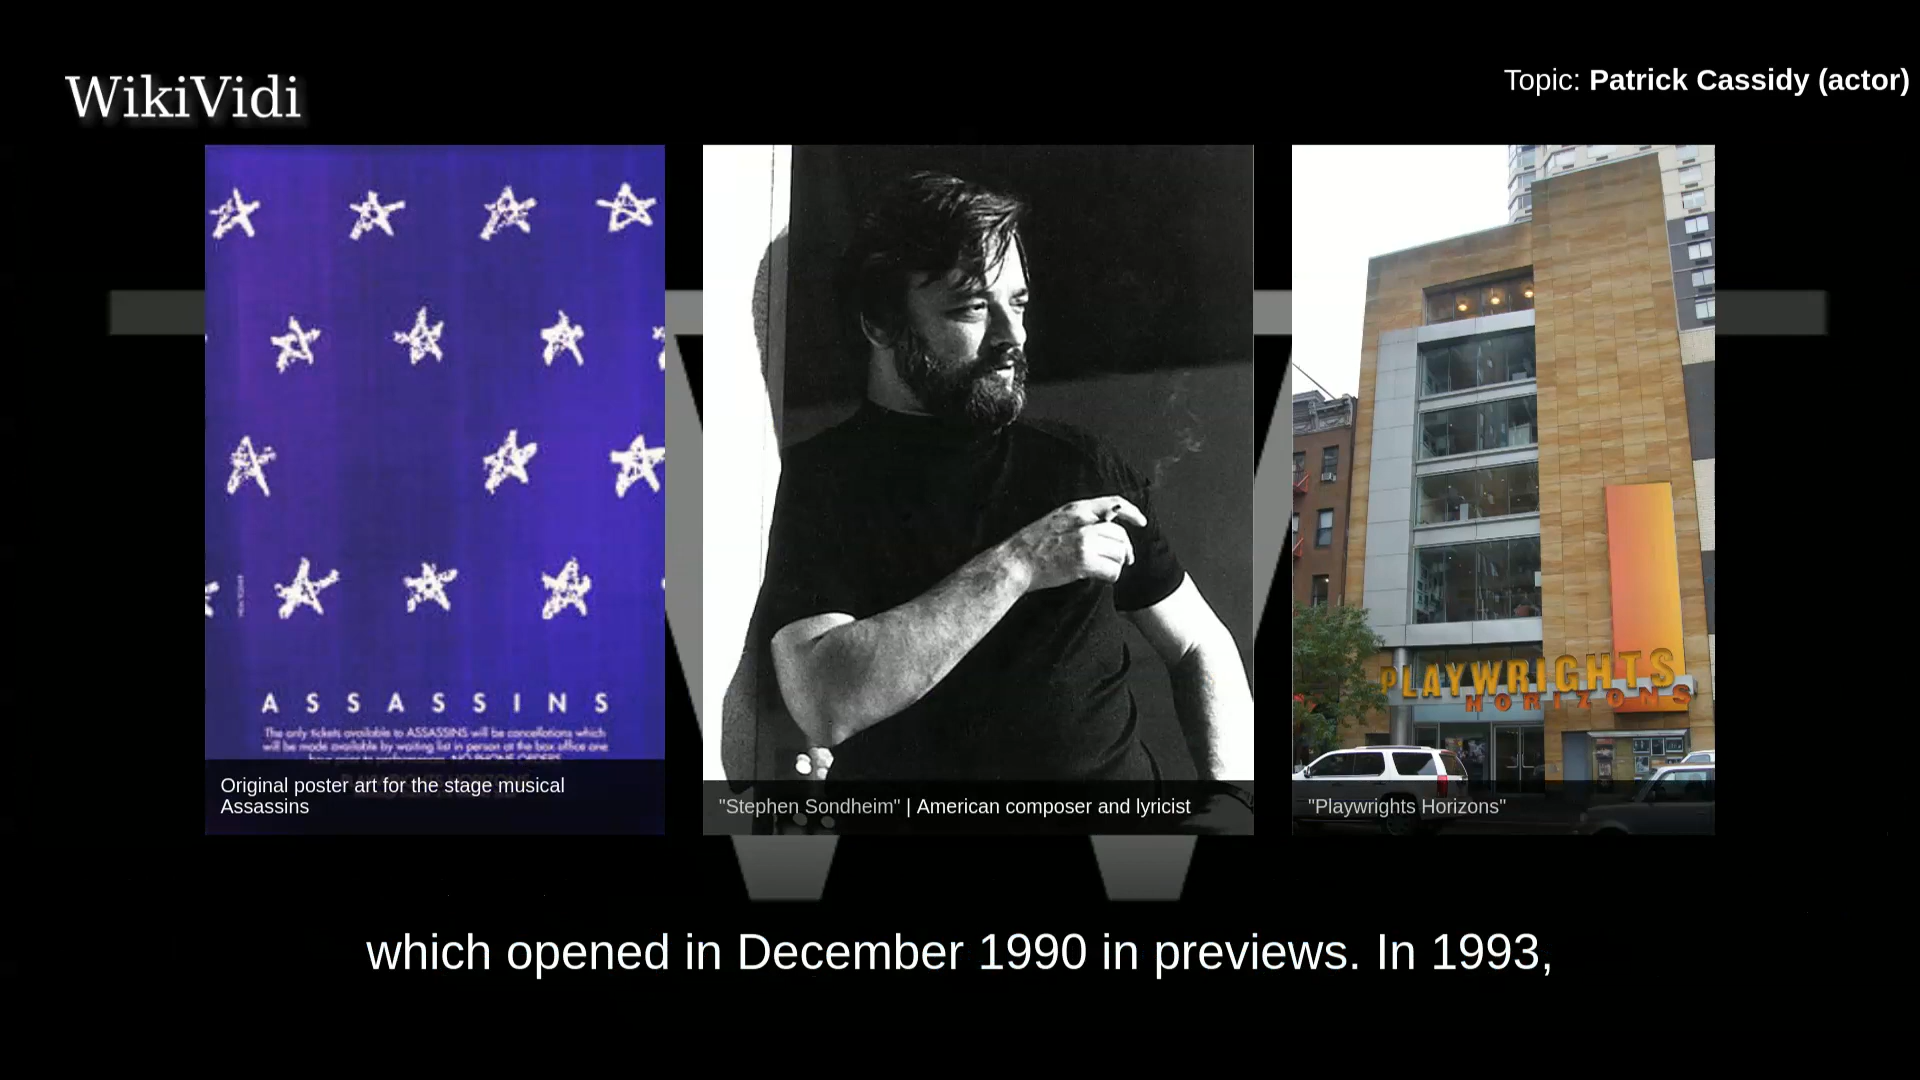 WikiVidi
Topic: Patrick Cassidy (actor)
ASSASSINS
The only tickets available to ASSASSINS will be cancellations which
will be made available by waiting list in person at the box office one
Original poster art for the stage musical
Assassins
"Stephen Sondheim" | American composer and lyricist
PLAYWRIGHTS
HORIZONS
"Playwrights Horizons"
which opened in December 1990 in previews. In 1993,